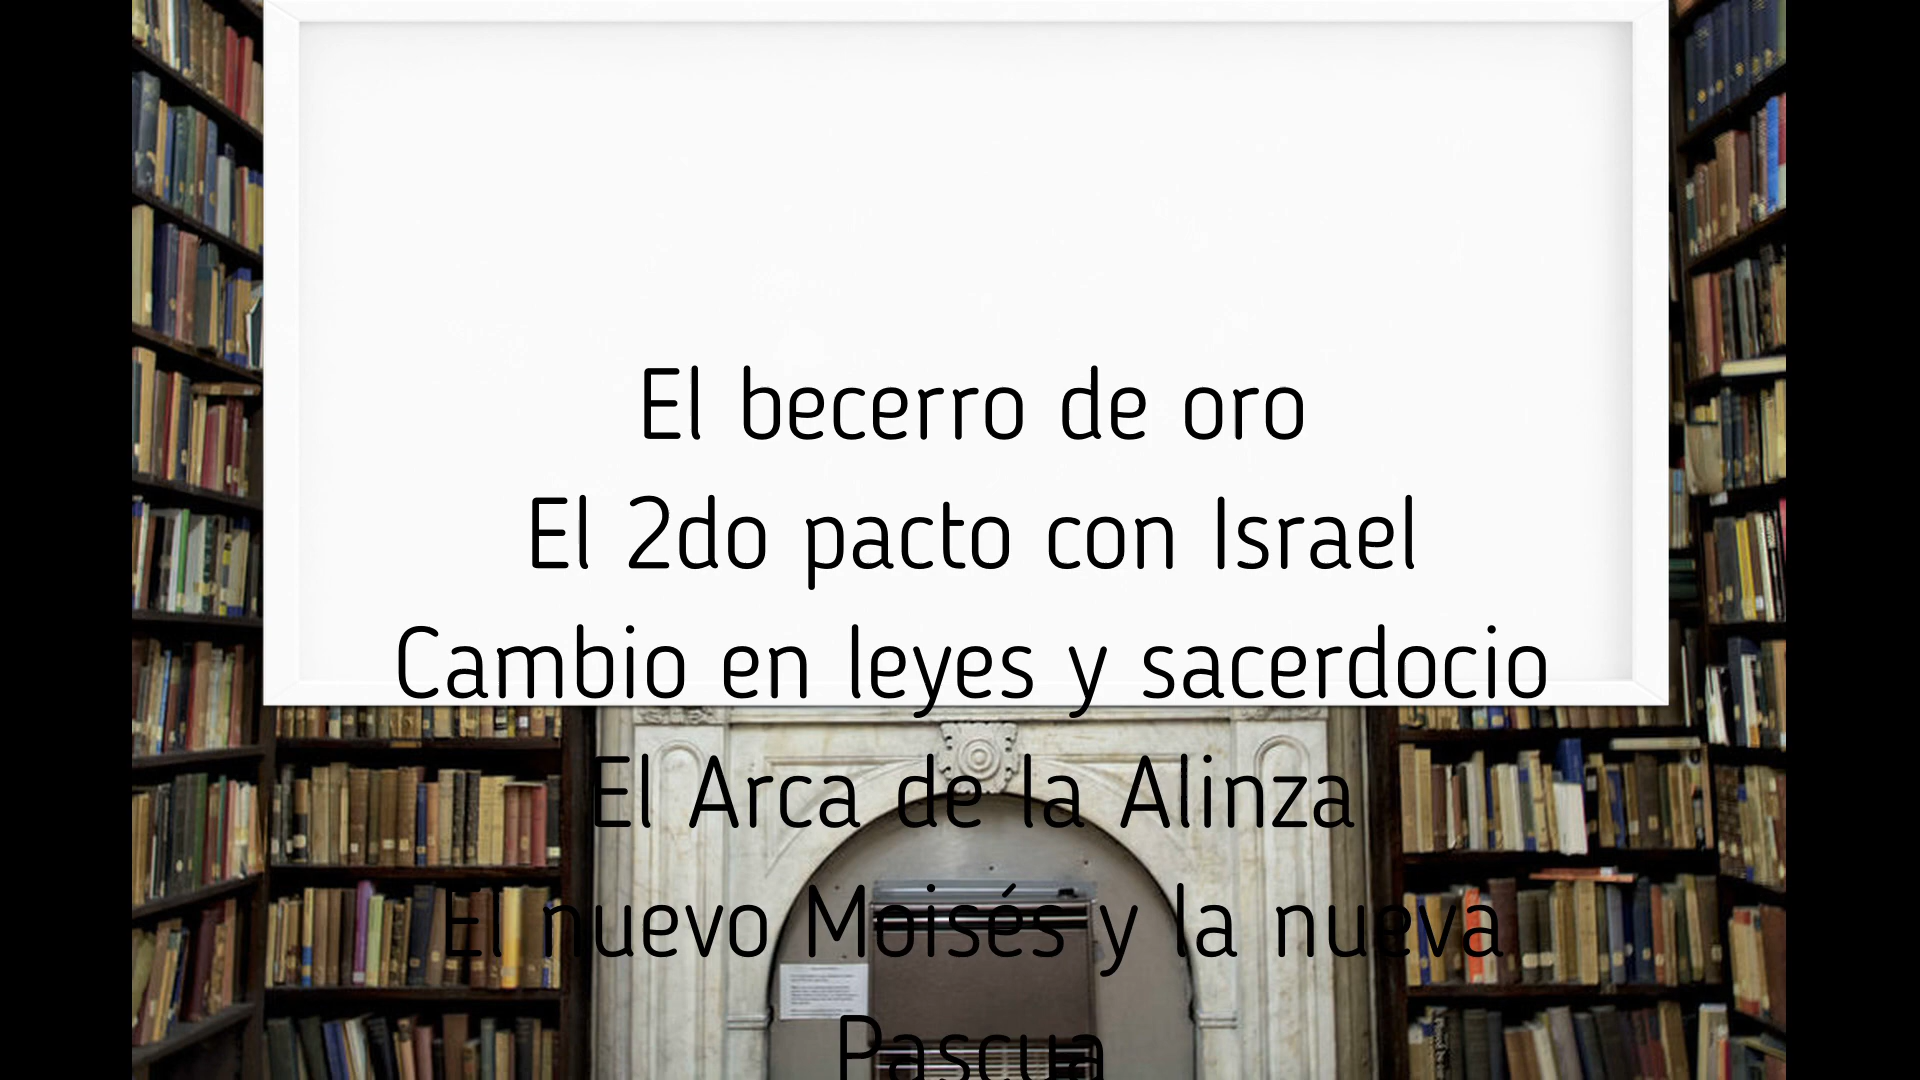 El becerro de oro
El 2do pacto con Israel
Cambio en leyes y sacerdocio
El Arca de la Alinza
El nuevo Moisés y la nueva
Pascua